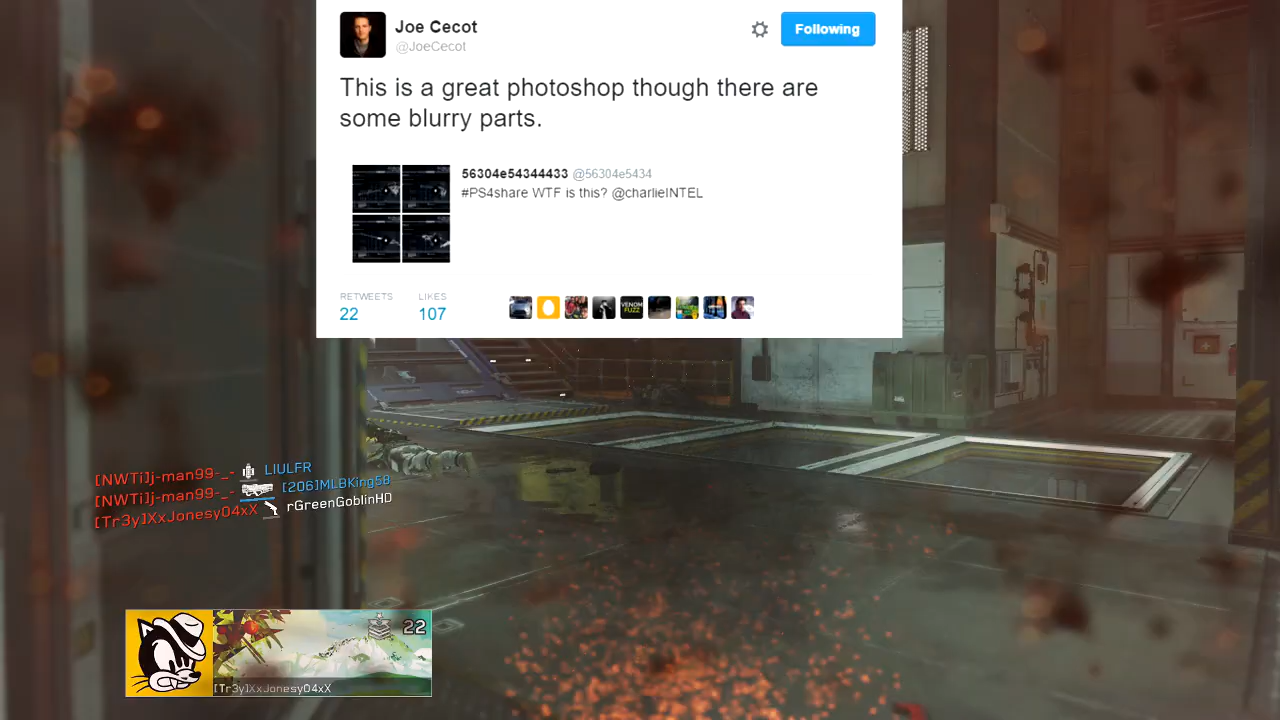 Joe Cecot
@JoeCecot
Following
This is a great photoshop though there are
some blurry parts.
56304e54344433 @56304e5434
#PS4share WTF is this? @charlieINTEL
RETWEETS LIKES
22 107
VENOM
FUZZ
[NWTi]j-man99-_- LIULFR
[NWTi]j-man99-_- [206]MLBKing58
[Tr3y]XxJonesy04xX rGreenGoblinHD
22
[Tr3y]XxJonesy04xX